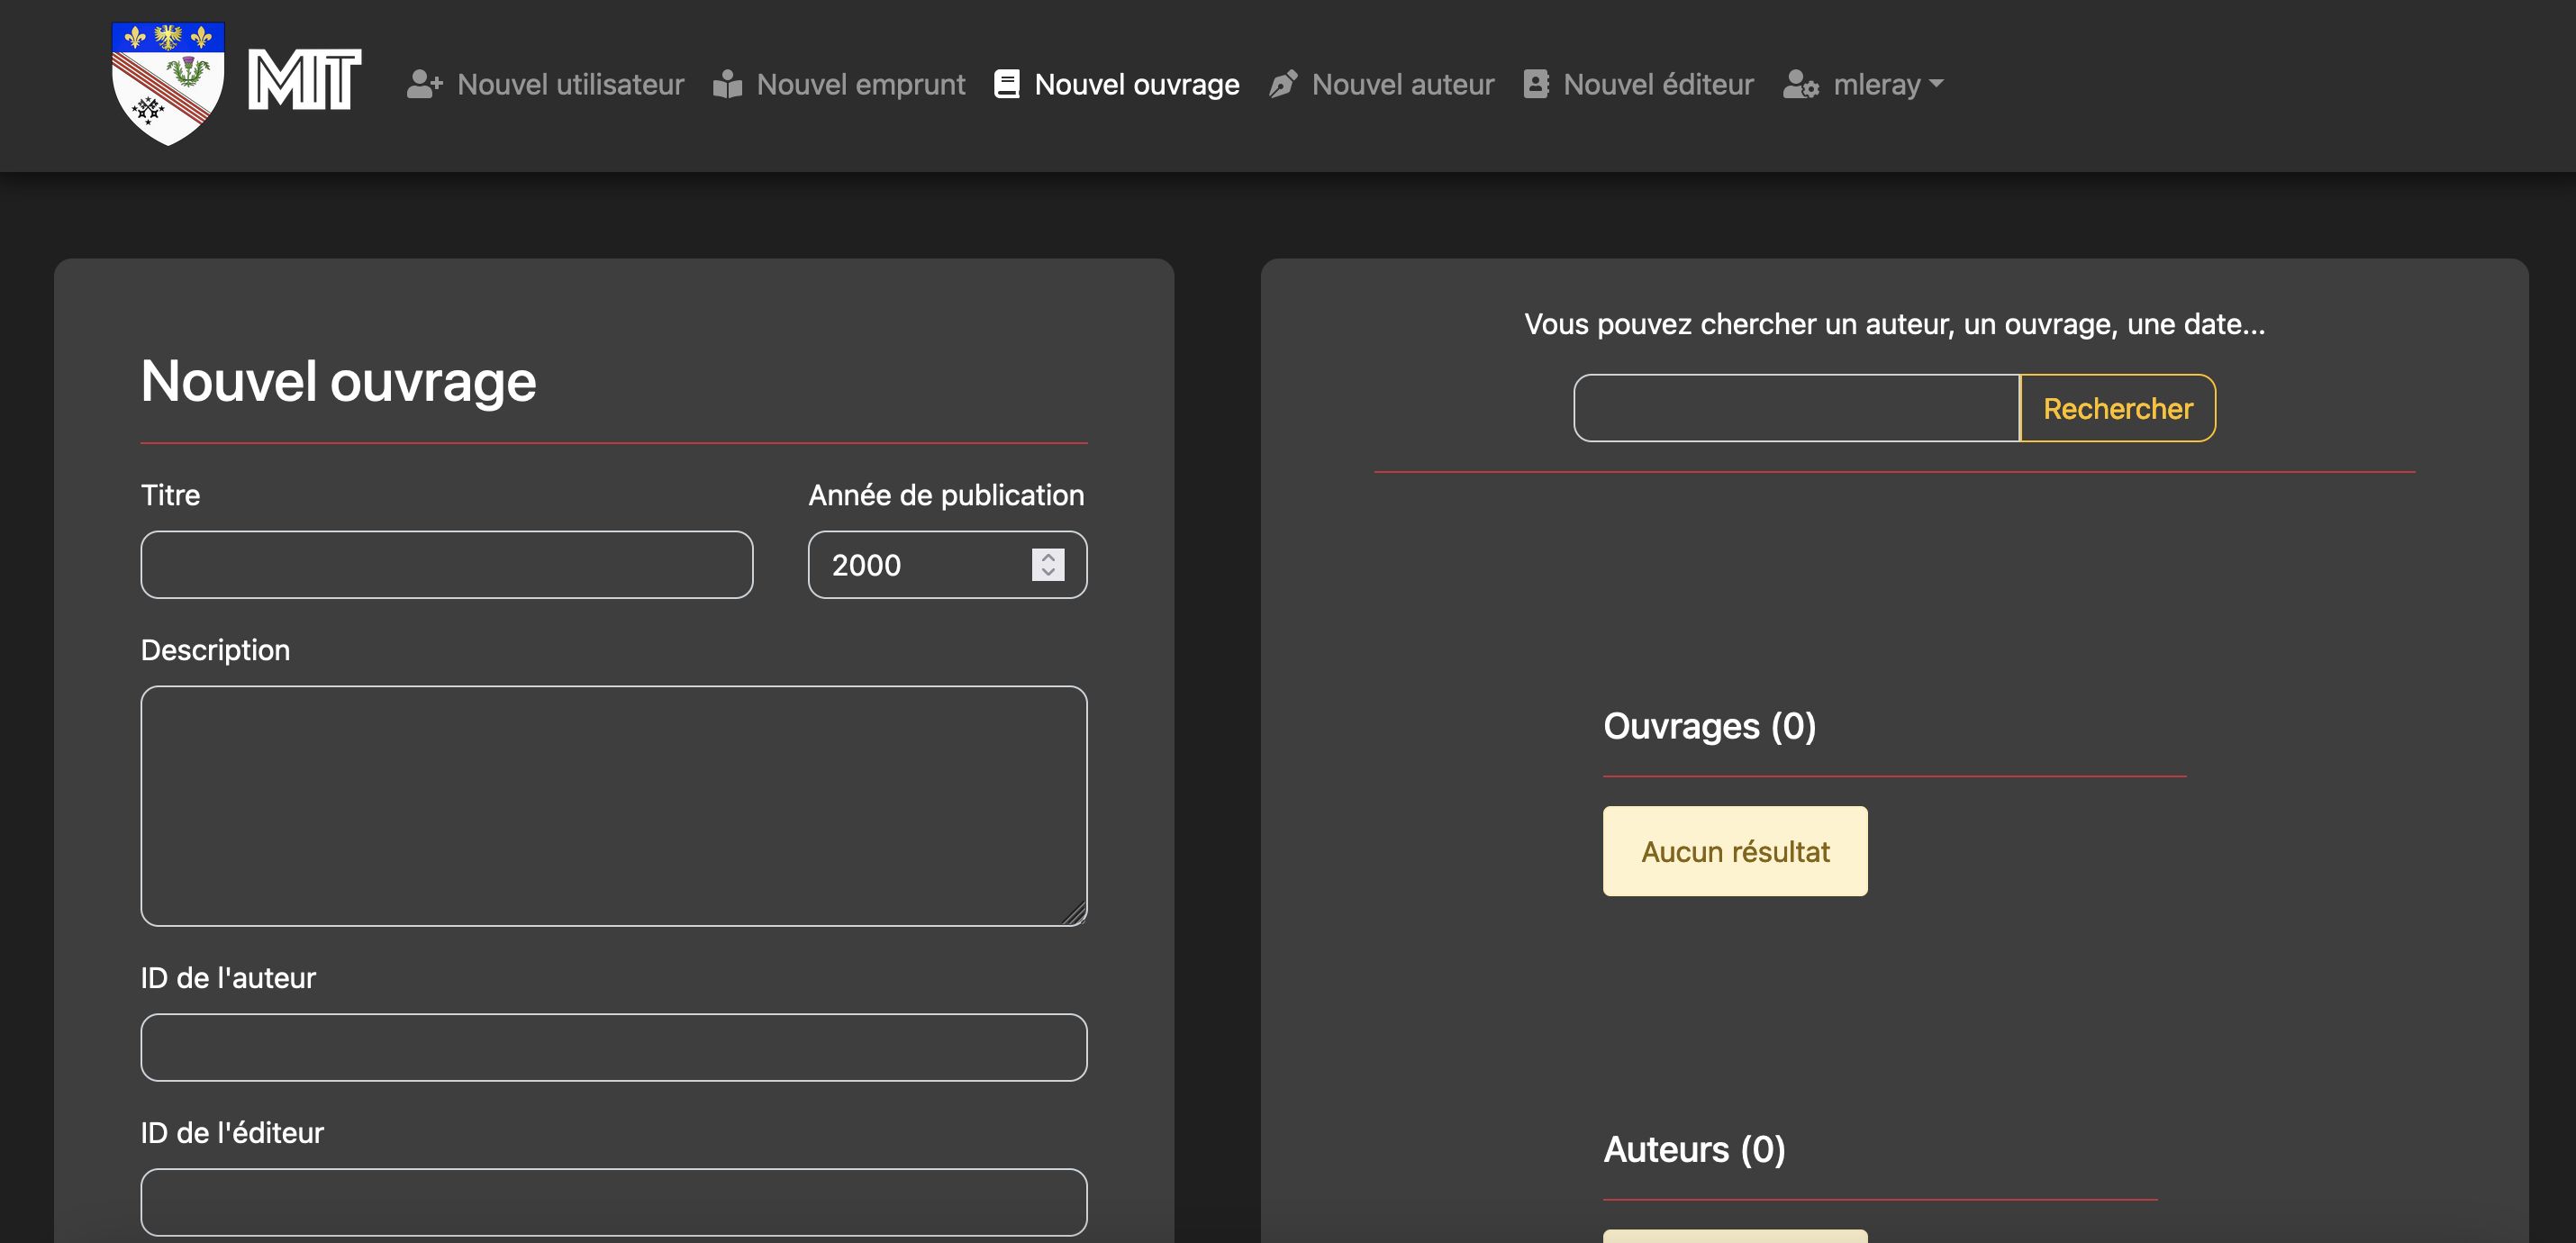 MIT
Nouvel utilisateur
Nouvel emprunt
Nouvel ouvrage
Nouvel auteur
Nouvel éditeur
mleray
Nouvel ouvrage
Titre
Année de publication
2000
Description
ID de l'auteur
ID de l'éditeur
Vous pouvez chercher un auteur, un ouvrage, une date...
Rechercher
Ouvrages (0)
Aucun résultat
Auteurs (0)